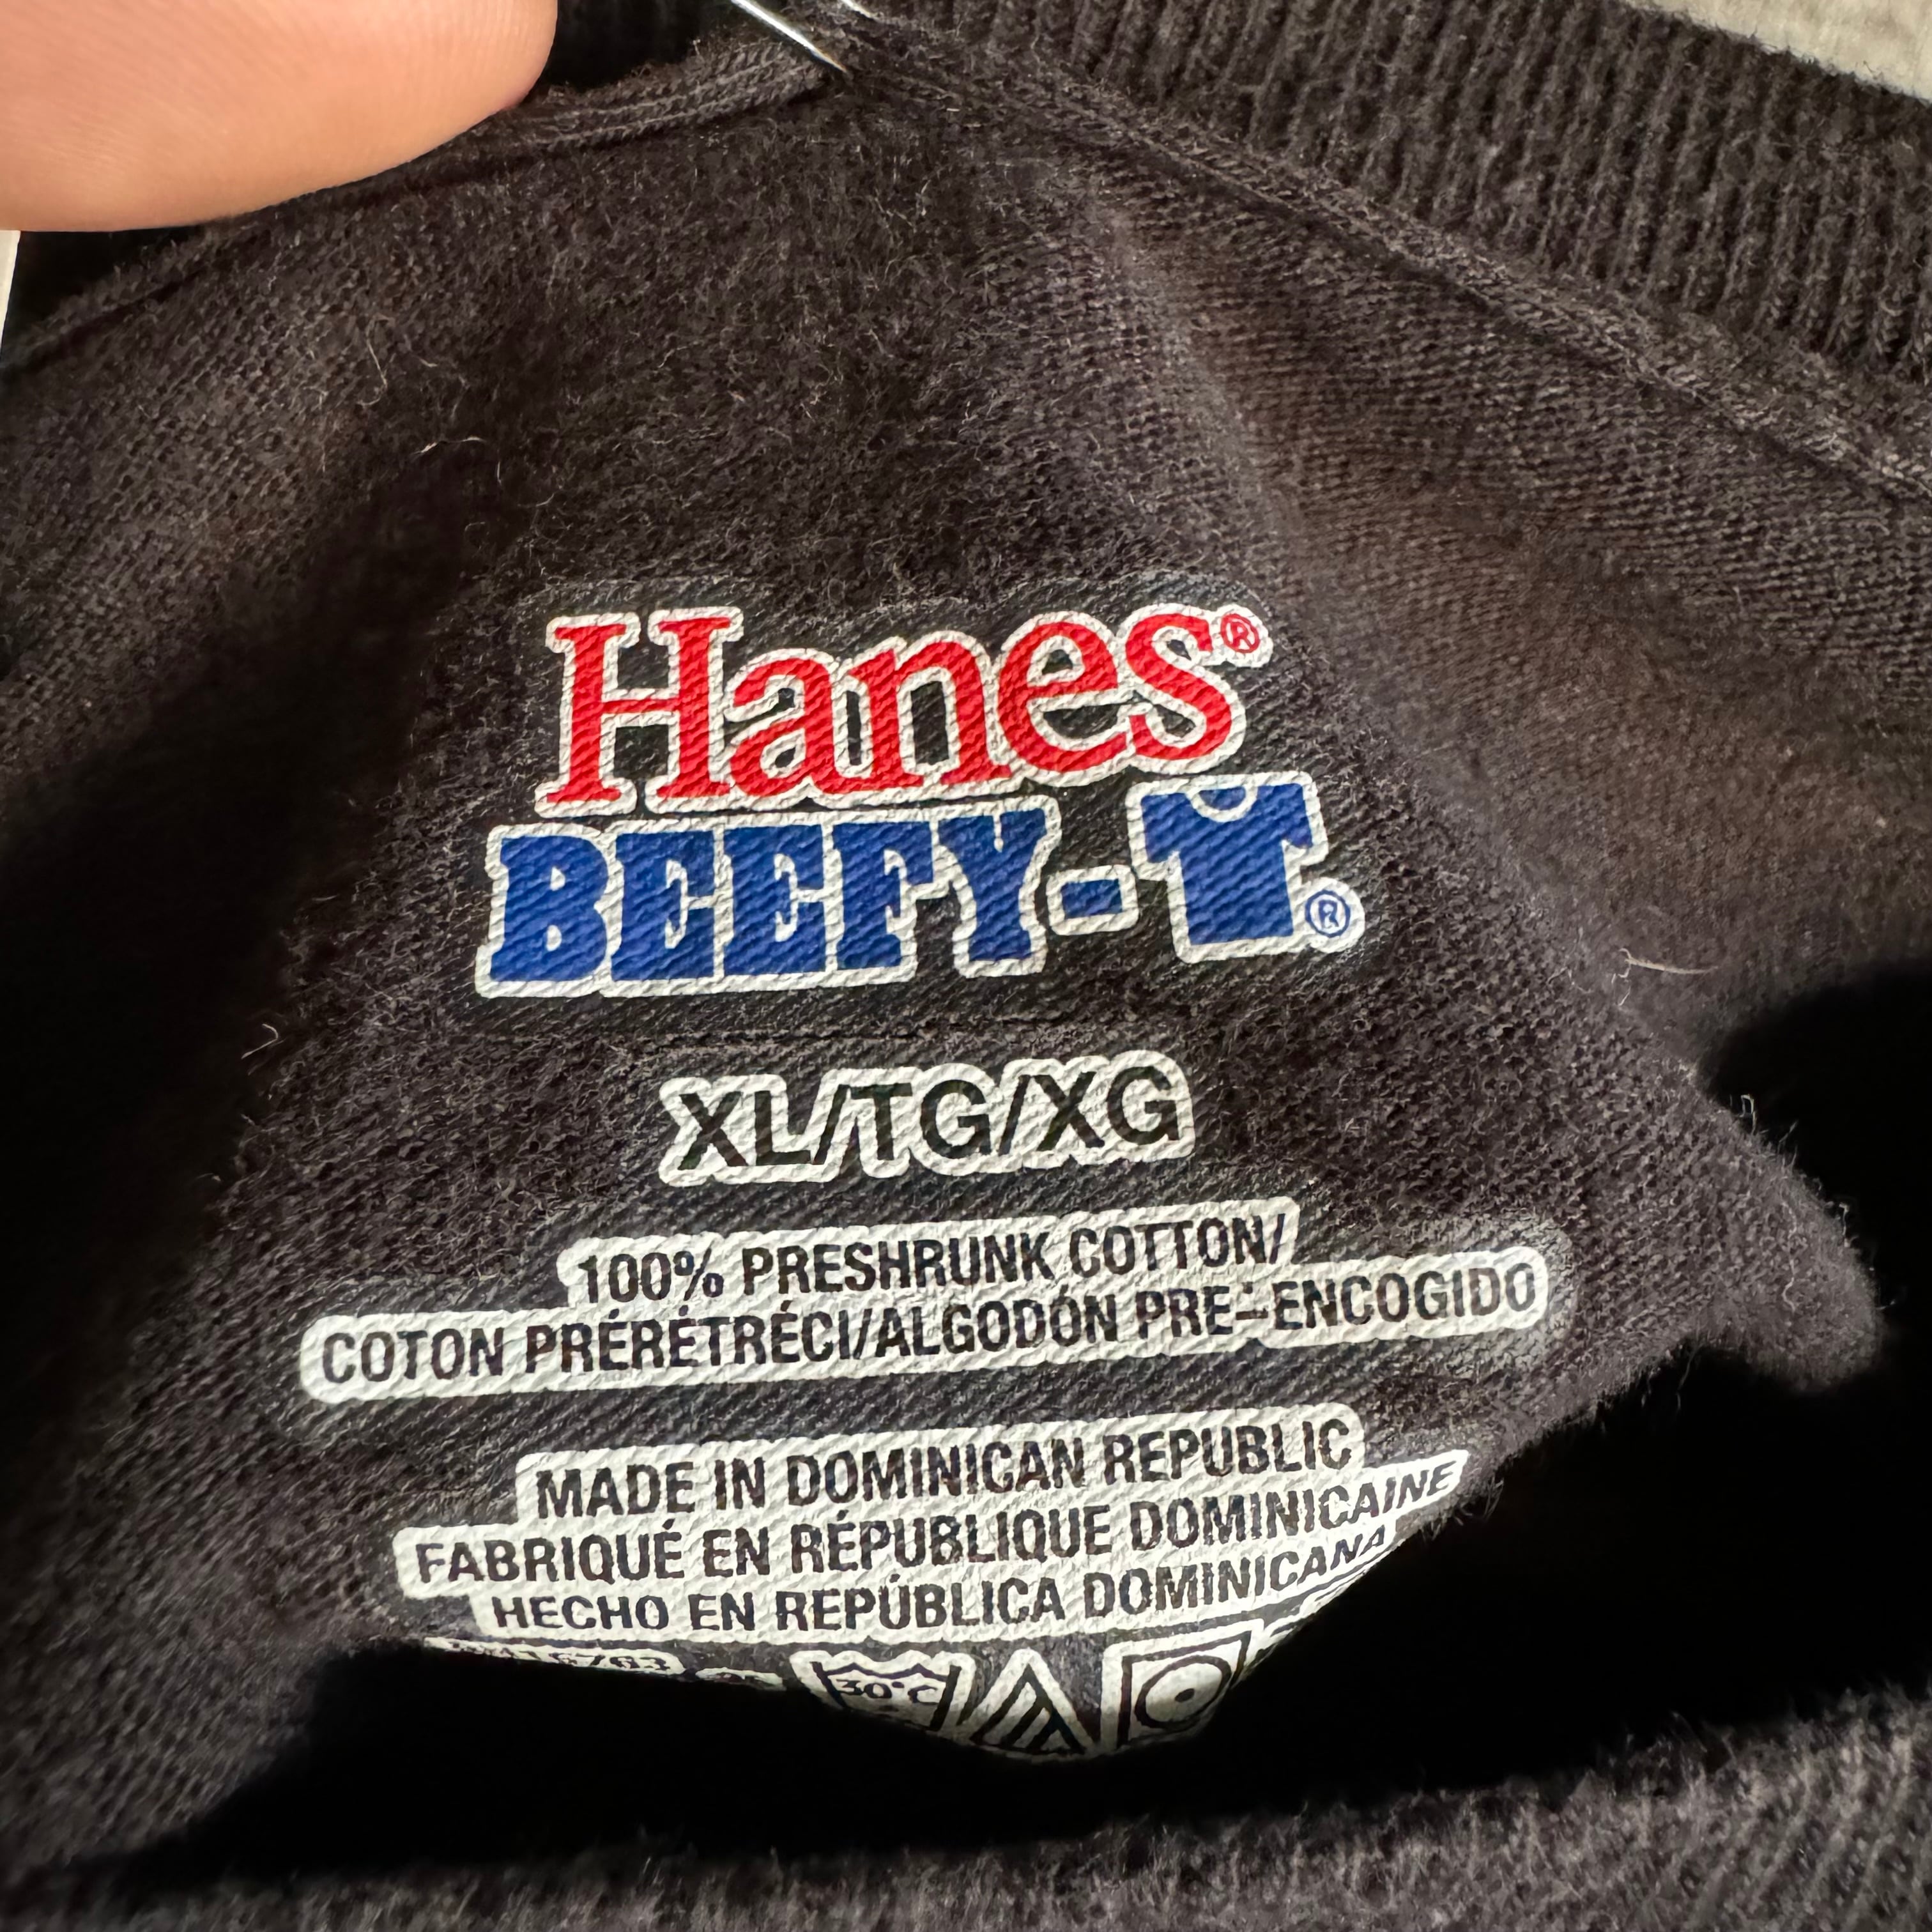 Hanes®
BEEFY-T®
XL/TG/XG
100% PRESHRUNK COTTON/
COTON PRÉRÉTRÉCI/ALGODÓN PRE-ENCOGIDO
MADE IN DOMINICAN REPUBLIC
FABRIQUÉ EN RÉPUBLIQUE DOMINICAINE
HECHO EN REPÚBLICA DOMINICANA
30°C